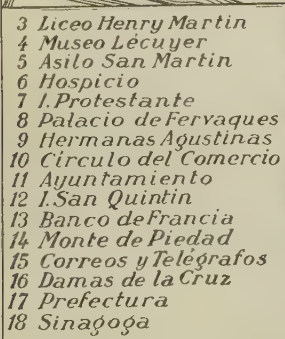 3 Liceo Henry Martin
4 Museo Lécuyer
5 Asilo San Martin
6 Hospicio
7 I. Protestante
8 Palacio de Fervaques
9 Hermanas Agustinas
10 Círculo del Comercio
11 Ayuntamiento
12 I. San Quintin
13 Banco de Francia
14 Monte de Piedad
15 Correos y Telégrafos
16 Damas de la Cruz
17 Prefectura
18 Sinagoga